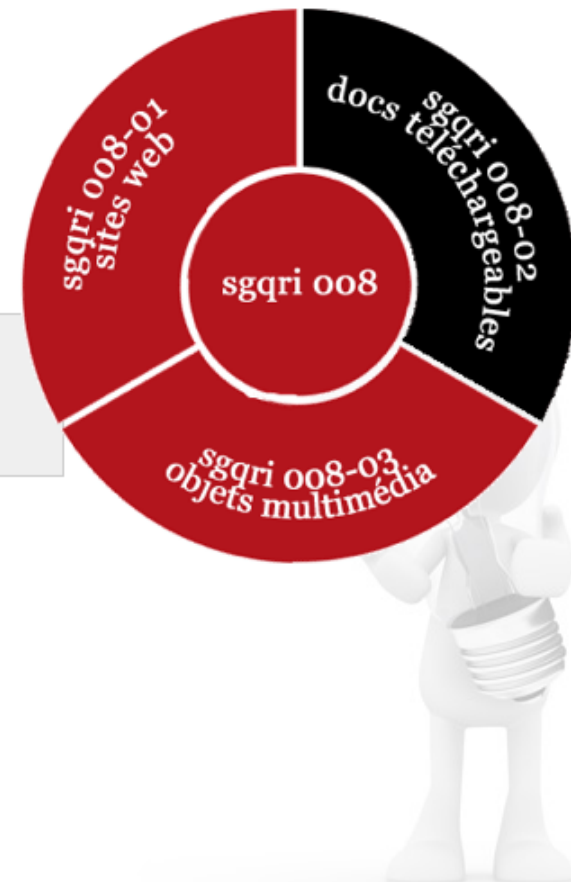 sgqri 008-01
sites web
sgqri 008-02
docs téléchargeables
sgqri 008
sgqri 008-03
objets multimédia